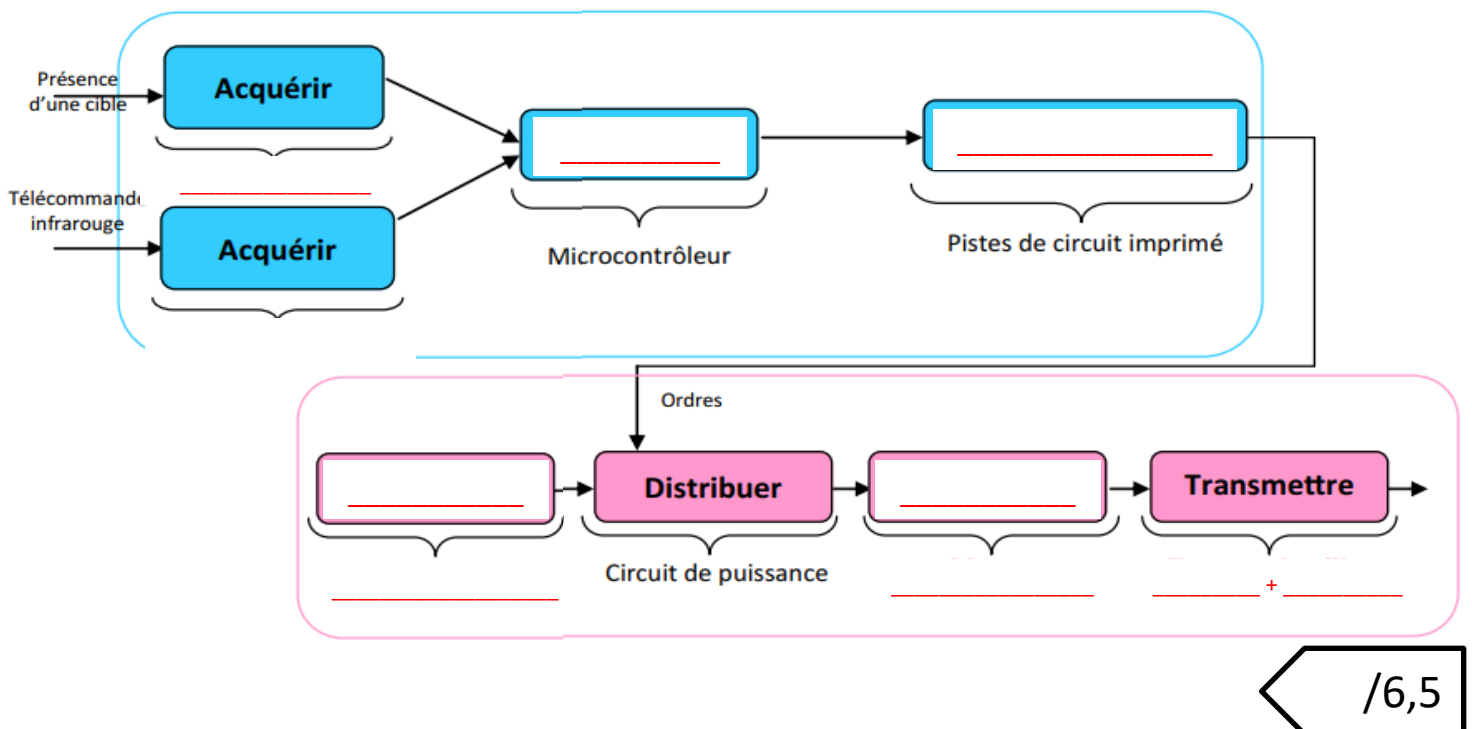 Présence
d'une cible
Acquérir
Télécommande
infrarouge
Acquérir
Microcontrôleur
Pistes de circuit imprimé
Ordres
Distribuer
Transmettre
Circuit de puissance
+
/6,5